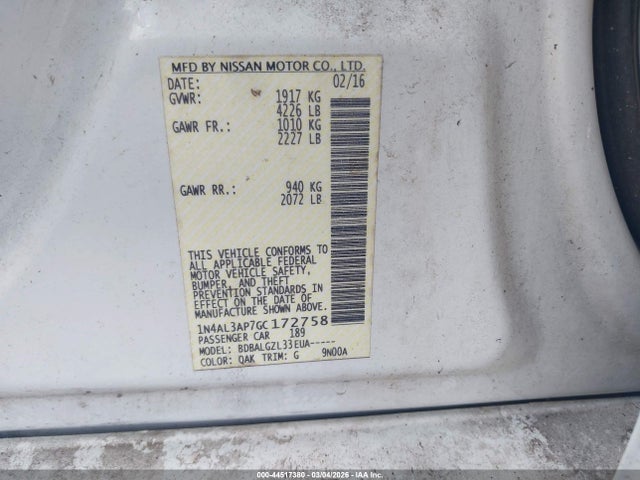 MFD BY NISSAN MOTOR CO., LTD.
DATE: 02/16
GVWR: 1917 KG
4226 LB
GAWR FR.: 1010 KG
2227 LB
GAWR RR.: 940 KG
2072 LB
THIS VEHICLE CONFORMS TO
ALL APPLICABLE FEDERAL
MOTOR VEHICLE SAFETY,
BUMPER, AND THEFT
PREVENTION STANDARDS IN
EFFECT ON THE DATE OF
MANUFACTURE SHOWN ABOVE.
1N4AL3AP7GC172758
PASSENGER CAR 189
MODEL: BDBALGZL33EUA-----
COLOR: QAK TRIM: G 9N00A
000-44517380 - 03/04/2026 - IAA Inc.